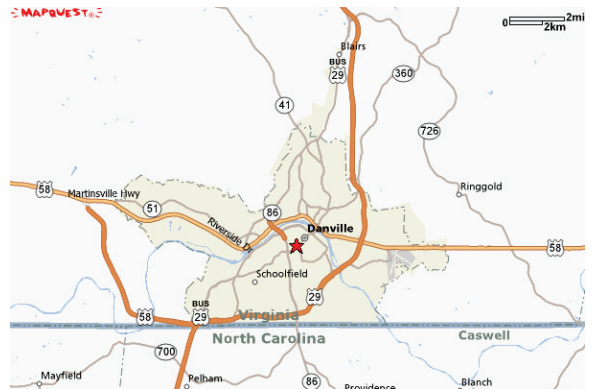 MAPQUEST
0 2mi
2km
Blairs
BUS
29
360
41
726
58
Martinsville Hwy
Ringgold
51
86
Riverside Dr
Danville
58
Schoolfield
29
BUS
29
58
Virginia
North Carolina
Caswell
700
Mayfield
Pelham
86
Providence
Blanch